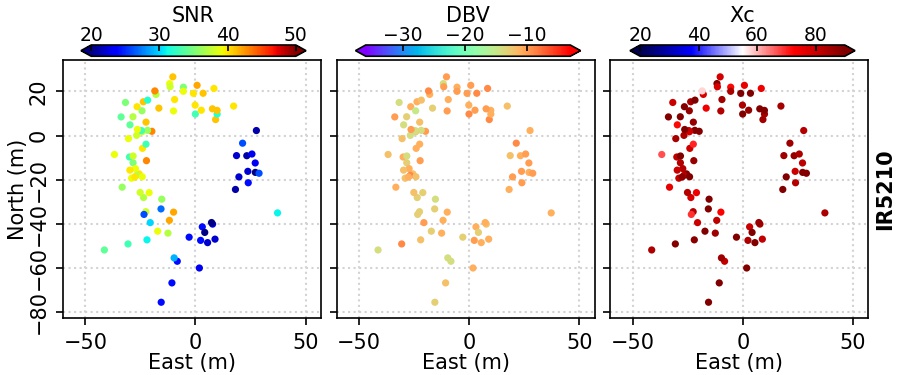 SNR DBV Xc
20 30 40 50 −30 −20 −10 20 40 60 80
North (m)
20
0
−20
−40
−60
−80
IR5210
−50 0 50 −50 0 50 −50 0 50
East (m) East (m) East (m)